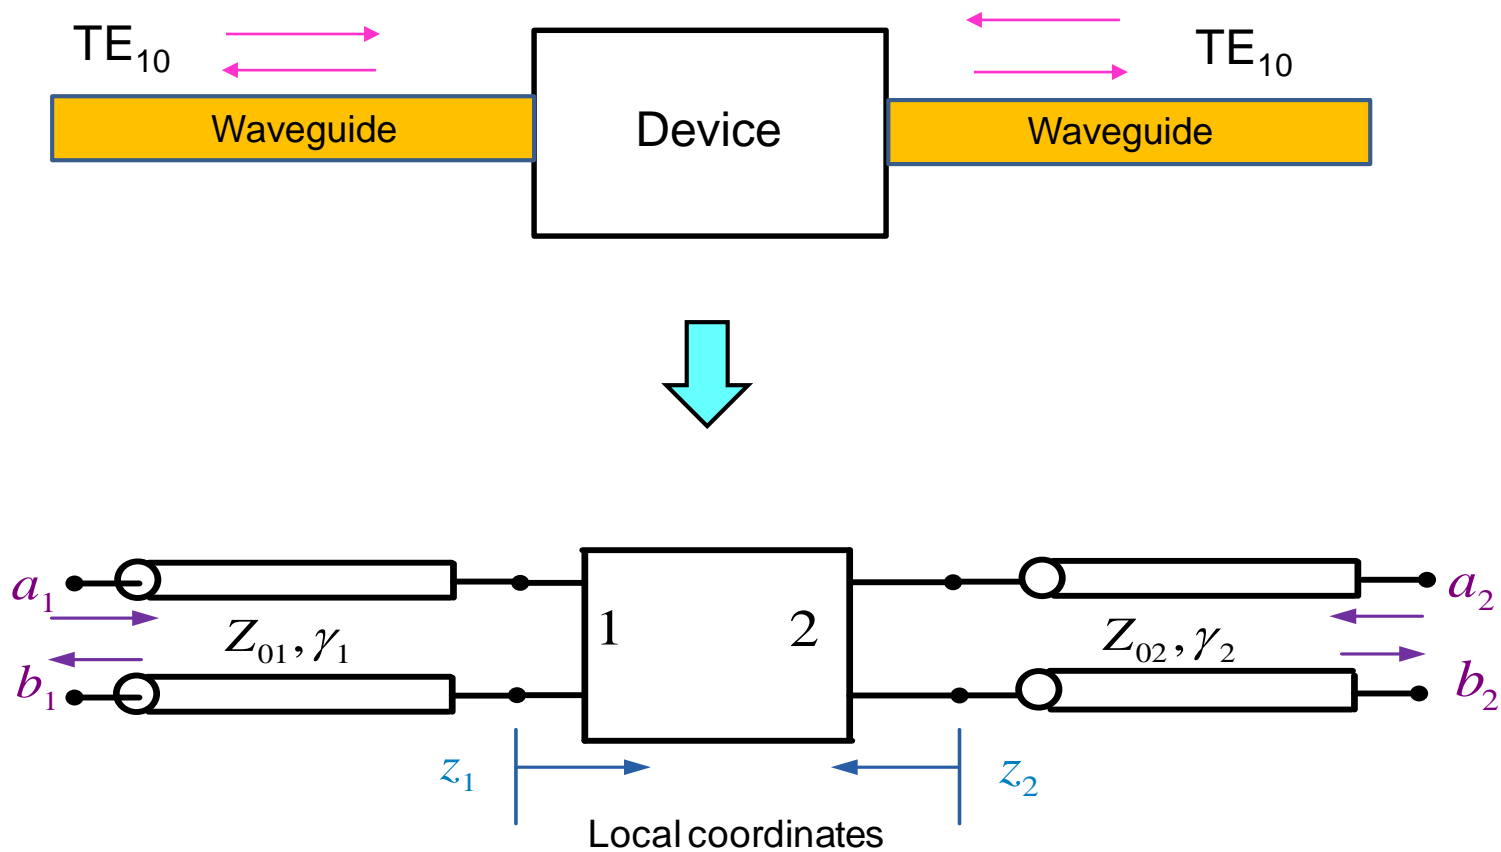 TE₁₀
TE₁₀
Waveguide
Device
Waveguide
a₁
1
2
a₂
Z₀₁, γ₁
Z₀₂, γ₂
b₁
b₂
z₁
z₂
Local coordinates